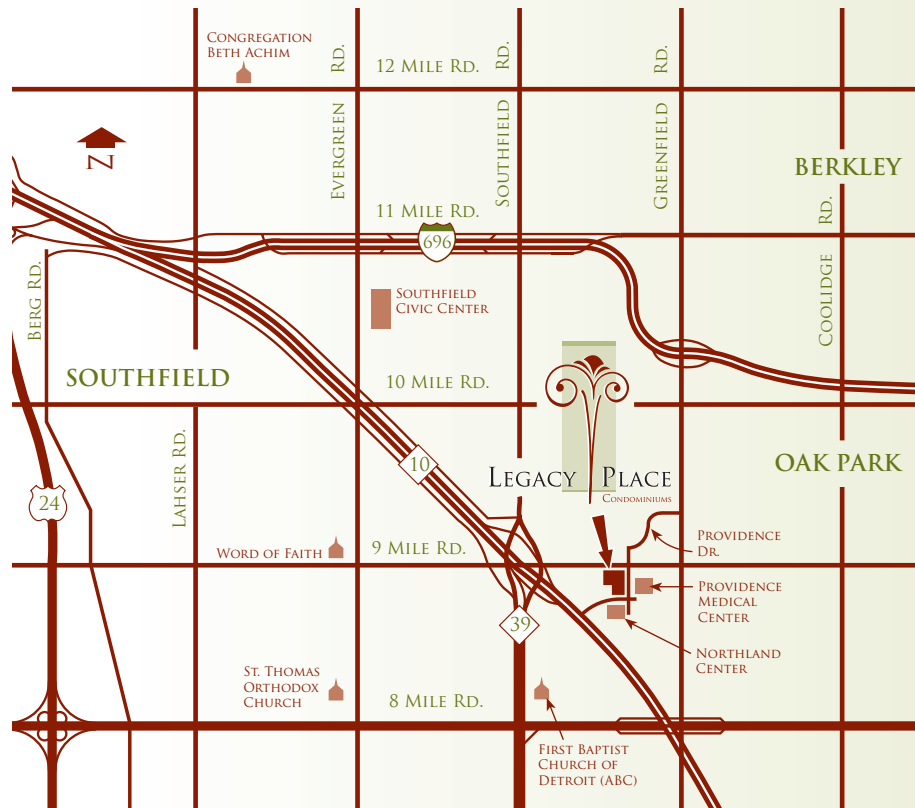 CONGREGATION
BETH ACHIM
12 MILE RD.
EVERGREEN RD.
SOUTHFIELD RD.
GREENFIELD RD.
N
BERKLEY
11 MILE RD.
696
COOLIDGE RD.
BERG RD.
SOUTHFIELD
CIVIC CENTER
SOUTHFIELD
10 MILE RD.
LAHSER RD.
10
OAK PARK
LEGACY PLACE
CONDOMINIUMS
24
WORD OF FAITH
9 MILE RD.
PROVIDENCE
DR.
PROVIDENCE
MEDICAL
CENTER
39
NORTHLAND
CENTER
ST. THOMAS
ORTHODOX
CHURCH
8 MILE RD.
FIRST BAPTIST
CHURCH OF
DETROIT (ABC)